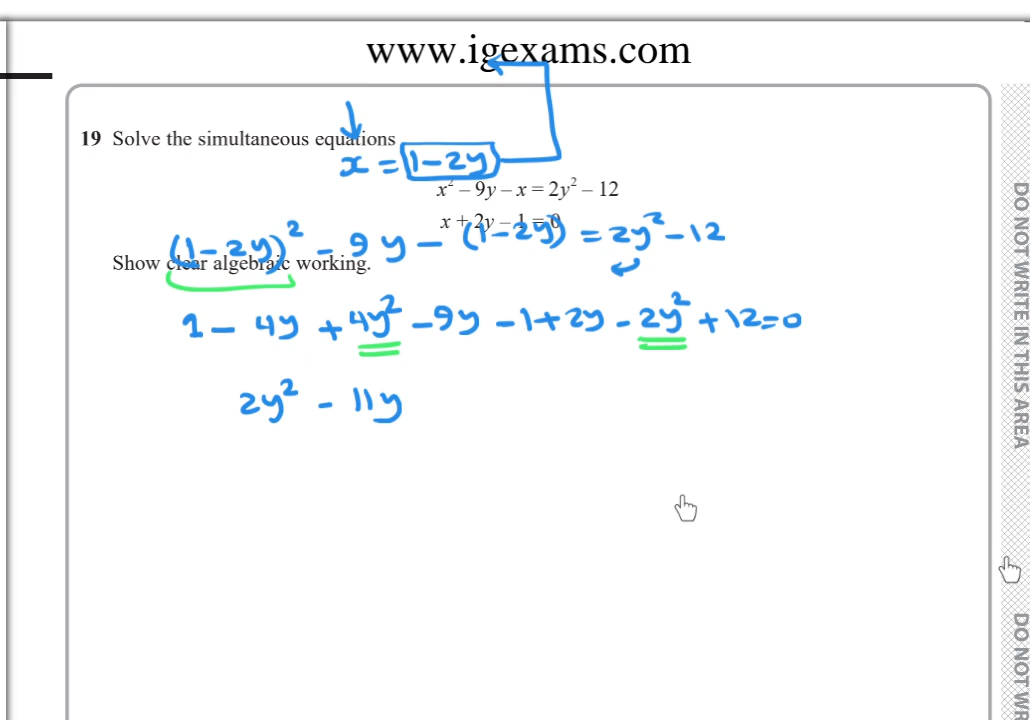 www.igexams.com
19 Solve the simultaneous equations
x = 1 - 2y
x² – 9y – x = 2y² – 12
x + 2y – 1 = 0
(1 - 2y)² - 9y - (1 - 2y) = 2y² - 12
Show clear algebraic working.
1 - 4y + 4y² - 9y - 1 + 2y - 2y² + 12 = 0
2y² - 11y
DO NOT WRITE IN THIS AREA
DO NOT WR